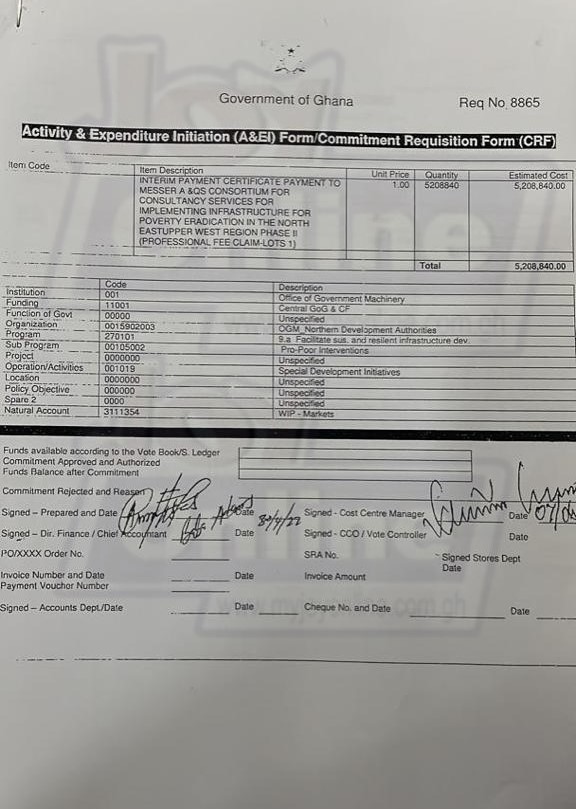 Government of Ghana
Req No. 8865
Activity & Expenditure Initiation (A&EI) Form/Commitment Requisition Form (CRF)
Item Code Item Description Unit Price Quantity Estimated Cost
INTERIM PAYMENT CERTIFICATE PAYMENT TO 1.00 5208840 5,208,840.00
MESSER A &QS CONSORTIUM FOR
CONSULTANCY SERVICES FOR
IMPLEMENTING INFRASTRUCTURE FOR
POVERTY ERADICATION IN THE NORTH
EASTUPPER WEST REGION PHASE II
(PROFESSIONAL FEE CLAIM-LOTS 1)
Total 5,208,840.00
Code Description
Institution 001 Office of Government Machinery
Funding 11001 Central GoG & CF
Function of Govt 00000 Unspecified
Organization 0015902003 OGM_Northern Development Authorities
Program 270101 9.a Facilitate sus. and resilent infrastructure dev.
Sub Program 00105002 Pro-Poor Interventions
Project 0000000 Unspecified
Operation/Activities 001019 Special Development Initiatives
Location 0000000 Unspecified
Policy Objective 000000 Unspecified
Spare 2 0000 Unspecified
Natural Account 3111354 WIP - Markets
Funds available according to the Vote Book/S. Ledger
Commitment Approved and Authorized
Funds Balance after Commitment
Commitment Rejected and Reason
Signed – Prepared and Date Date Signed - Cost Centre Manager Date
Signed – Dir. Finance / Chief Accountant Date Signed - CCO / Vote Controller Date
PO/XXXX Order No. SRA No. Signed Stores Dept
Date
Invoice Number and Date Date Invoice Amount
Payment Voucher Number
Signed – Accounts Dept./Date Date Cheque No. and Date Date
www.myjoyonline.com.gh